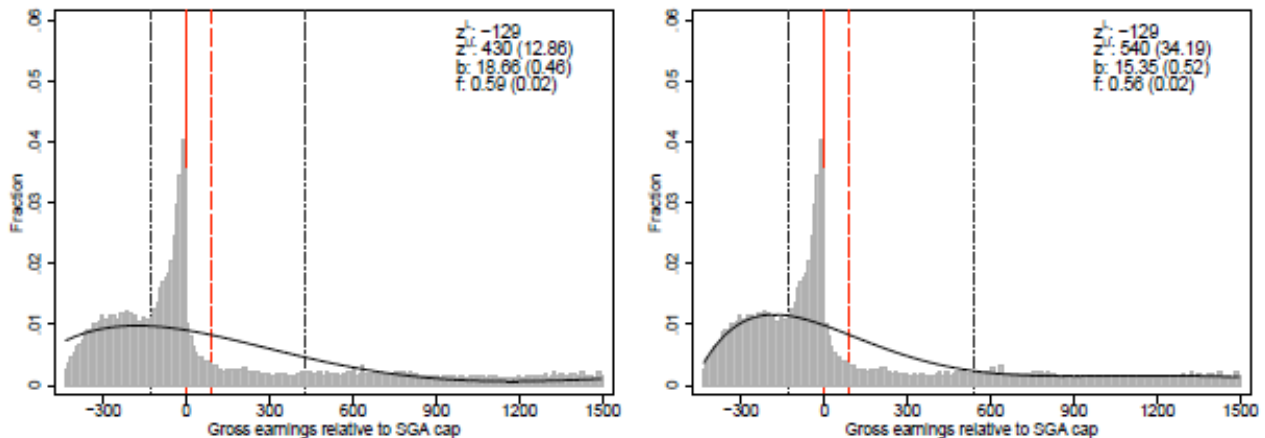 .06
.05
.04
.03
.02
.01
0
Fraction
z^L: −129
z^U: 430 (12.86)
b: 18.66 (0.46)
f: 0.59 (0.02)
−300 0 300 600 900 1200 1500
Gross earnings relative to SGA cap
.06
.05
.04
.03
.02
.01
0
Fraction
z^L: −129
z^U: 540 (34.19)
b: 15.35 (0.52)
f: 0.56 (0.02)
−300 0 300 600 900 1200 1500
Gross earnings relative to SGA cap